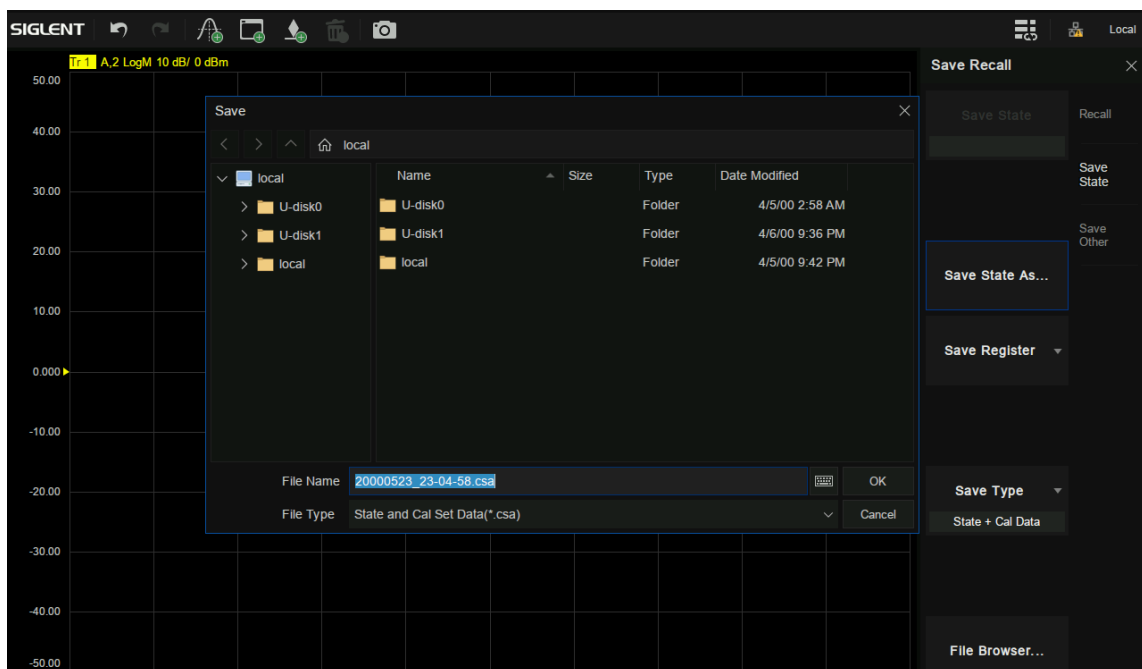 SIGLENT
Local
Tr 1 A,2 LogM 10 dB/ 0 dBm
50.00
40.00
30.00
20.00
10.00
0.000
-10.00
-20.00
-30.00
-40.00
-50.00
Save
local
local
U-disk0
U-disk1
local
Name Size Type Date Modified
U-disk0 Folder 4/5/00 2:58 AM
U-disk1 Folder 4/6/00 9:36 PM
local Folder 4/5/00 9:42 PM
File Name 20000523_23-04-58.csa OK
File Type State and Cal Set Data(*.csa) Cancel
Save Recall
Save State
Save State As...
Save Register
Save Type
State + Cal Data
File Browser...
Recall
Save
State
Save
Other